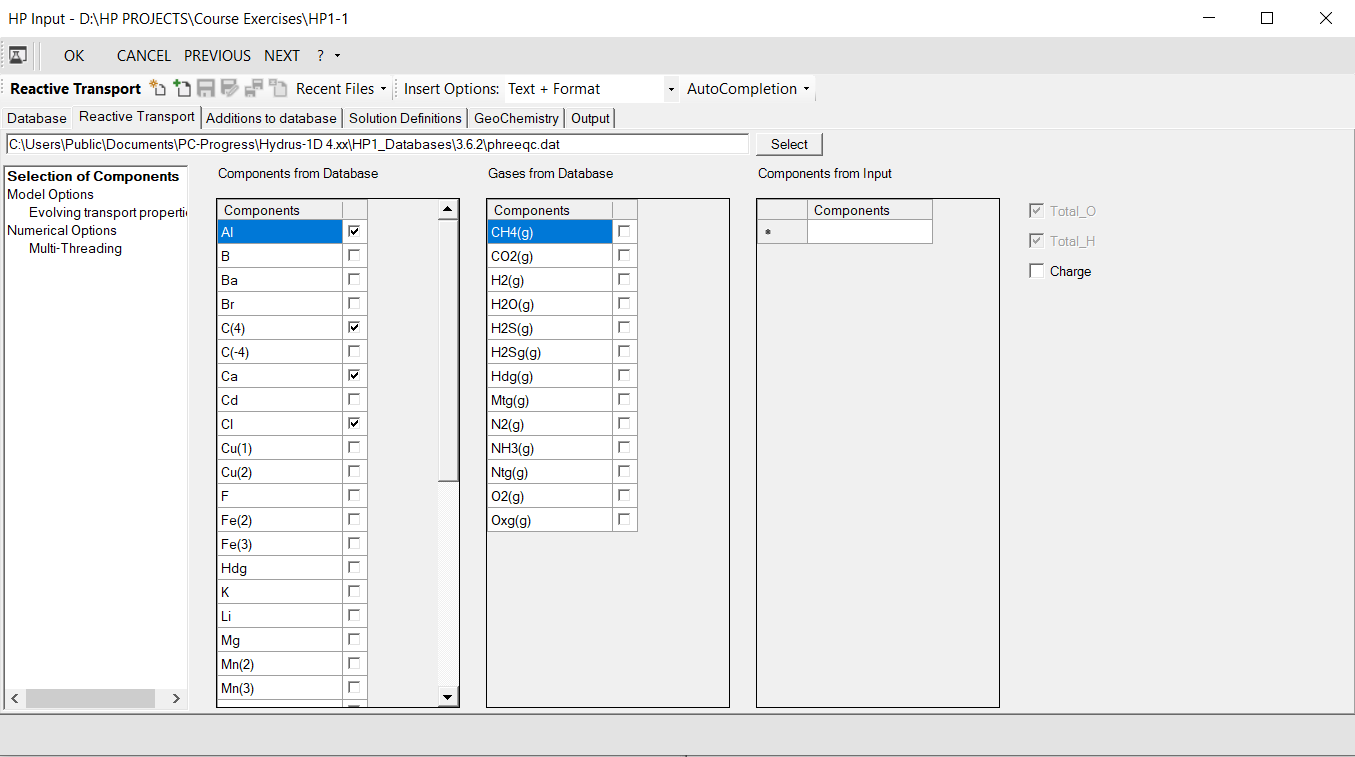 HP Input - D:\HP PROJECTS\Course Exercises\HP1-1
OK CANCEL PREVIOUS NEXT ?
Reactive Transport Recent Files Insert Options: Text + Format AutoCompletion
Database Reactive Transport Additions to database Solution Definitions GeoChemistry Output
C:\Users\Public\Documents\PC-Progress\Hydrus-1D 4.xx\HP1_Databases\3.6.2\phreeqc.dat Select
Selection of Components
Model Options
Evolving transport properti
Numerical Options
Multi-Threading
Components from Database
Components
Al
B
Ba
Br
C(4)
C(-4)
Ca
Cd
Cl
Cu(1)
Cu(2)
F
Fe(2)
Fe(3)
Hdg
K
Li
Mg
Mn(2)
Mn(3)
Gases from Database
Components
CH4(g)
CO2(g)
H2(g)
H2O(g)
H2S(g)
H2Sg(g)
Hdg(g)
Mtg(g)
N2(g)
NH3(g)
Ntg(g)
O2(g)
Oxg(g)
Components from Input
Components
*
Total_O
Total_H
Charge